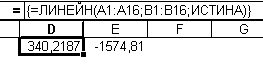 = {=ЛИНЕЙН(A1:A16;B1:B16;ИСТИНА)}
D E F G
340,2187 -1574,81